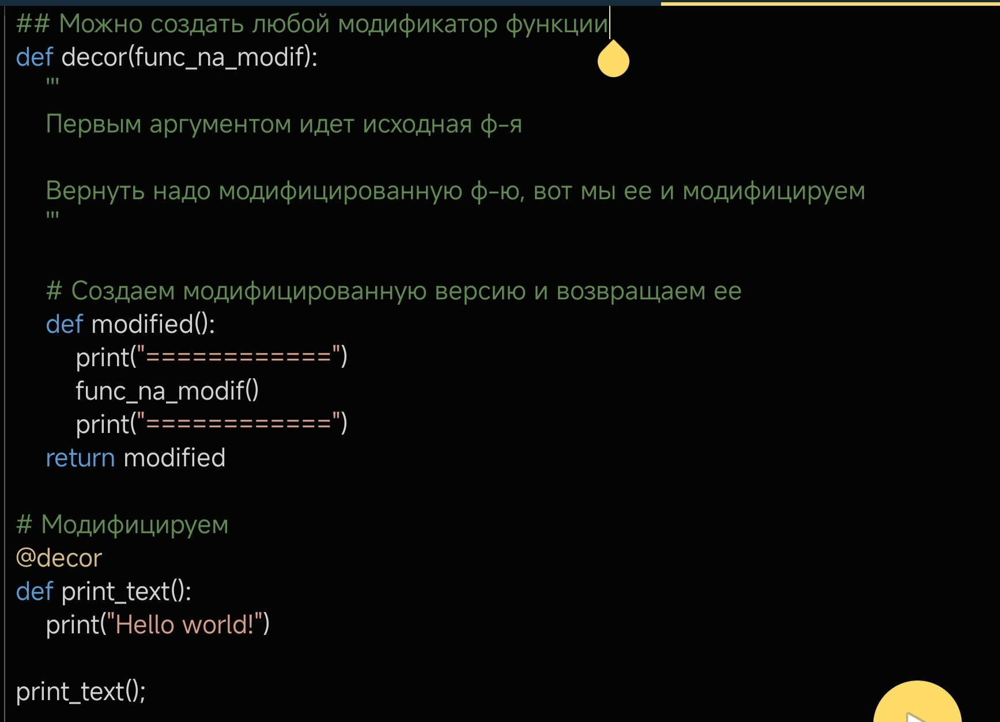 ## Можно создать любой модификатор функции
def decor(func_na_modif):
'''
Первым аргументом идет исходная ф-я
Вернуть надо модифицированную ф-ю, вот мы ее и модифицируем
'''
# Создаем модифицированную версию и возвращаем ее
def modified():
print("============")
func_na_modif()
print("============")
return modified
# Модифицируем
@decor
def print_text():
print("Hello world!")
print_text();